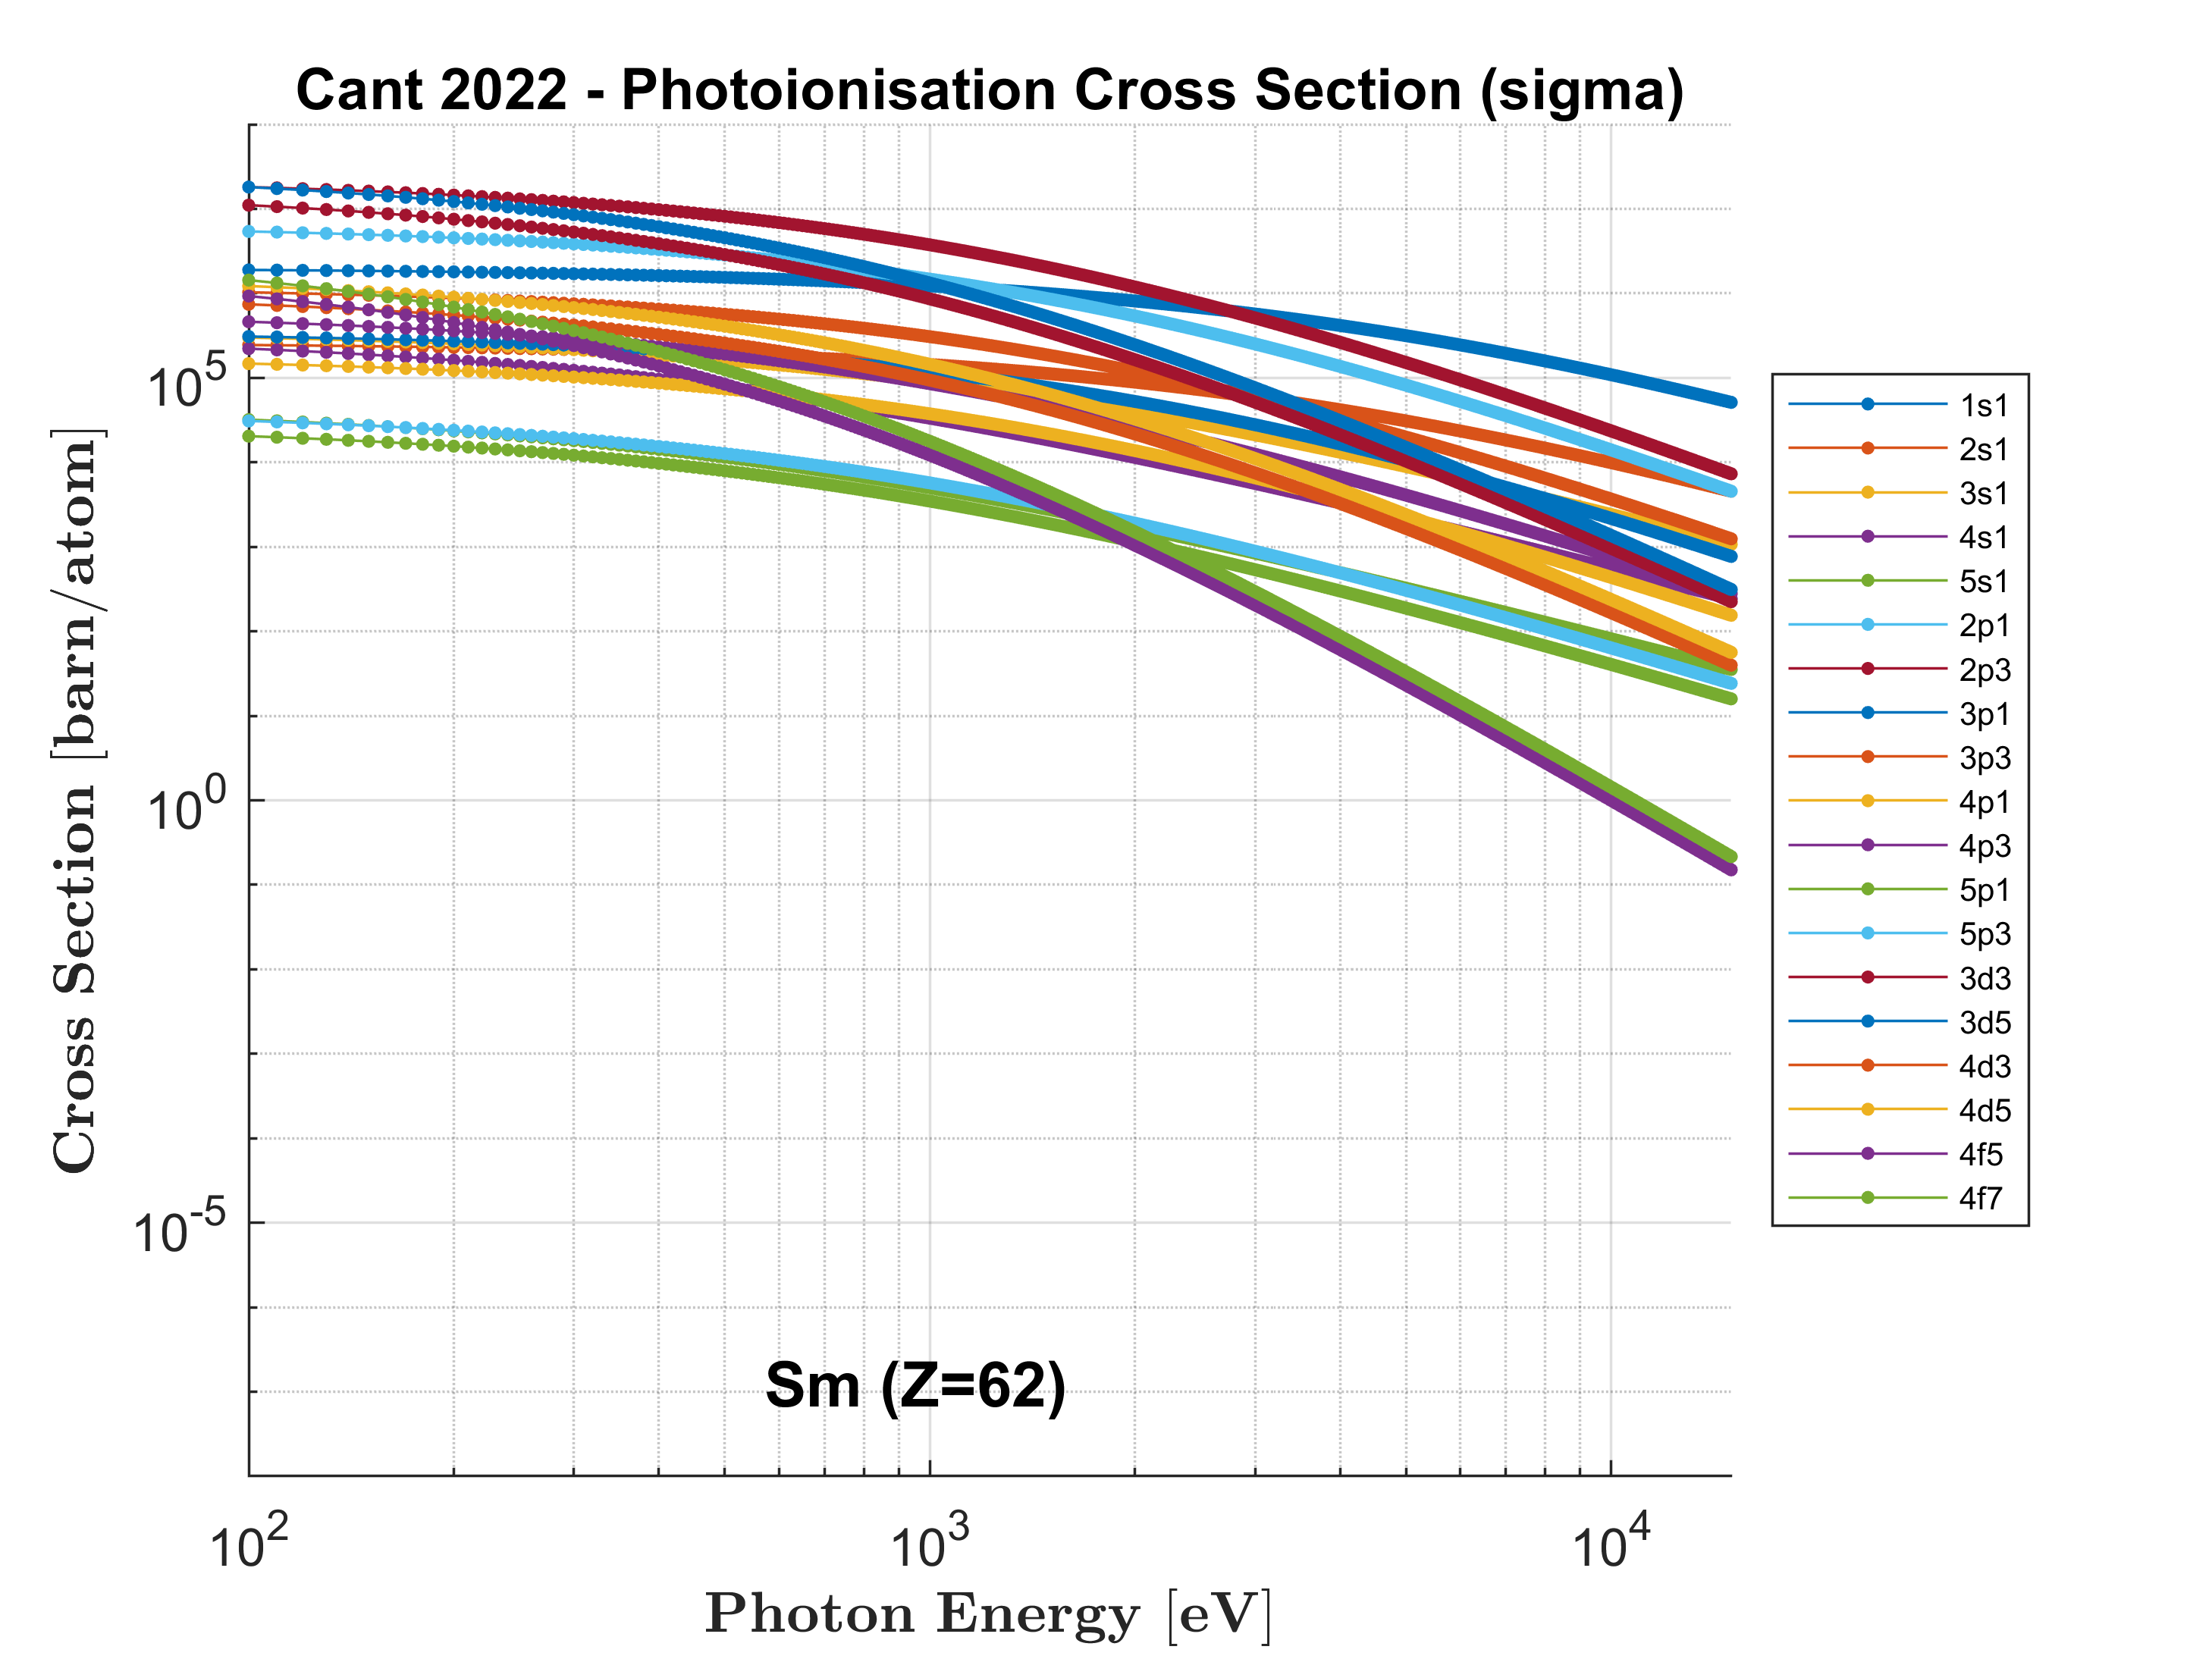 Cant 2022 - Photoionisation Cross Section (sigma)
Cross Section [barn/atom]
10^5
10^0
10^-5
Sm (Z=62)
10^2
10^3
10^4
Photon Energy [eV]
1s1
2s1
3s1
4s1
5s1
2p1
2p3
3p1
3p3
4p1
4p3
5p1
5p3
3d3
3d5
4d3
4d5
4f5
4f7